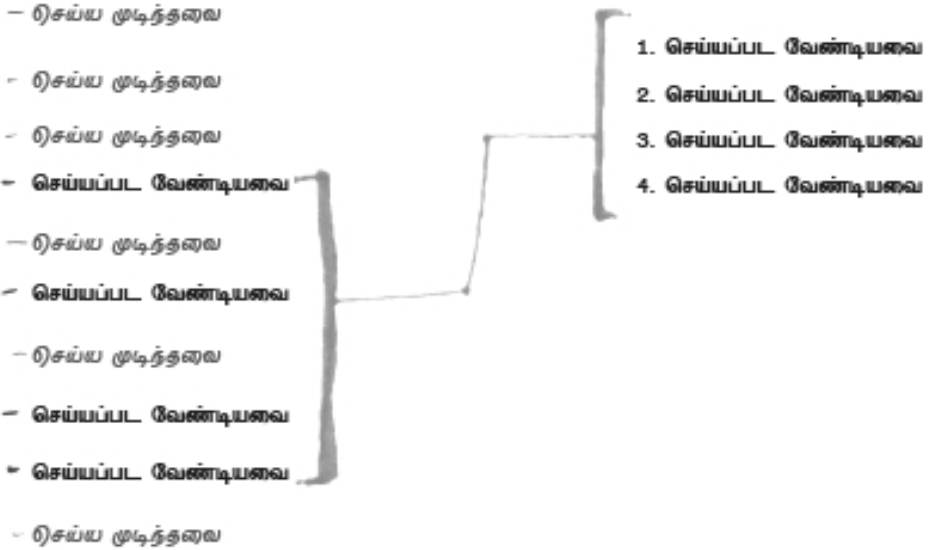 – செய்ய முடிந்தவை
- செய்ய முடிந்தவை
- செய்ய முடிந்தவை
- செய்யப்பட வேண்டியவை
– செய்ய முடிந்தவை
- செய்யப்பட வேண்டியவை
- செய்ய முடிந்தவை
- செய்யப்பட வேண்டியவை
- செய்யப்பட வேண்டியவை
- செய்ய முடிந்தவை
1. செய்யப்பட வேண்டியவை
2. செய்யப்பட வேண்டியவை
3. செய்யப்பட வேண்டியவை
4. செய்யப்பட வேண்டியவை